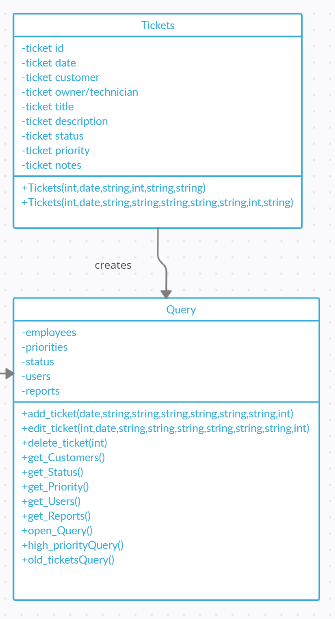 Tickets
-ticket id
-ticket date
-ticket customer
-ticket owner/technician
-ticket title
-ticket description
-ticket status
-ticket priority
-ticket notes
+Tickets(int,date,string,int,string,string)
+Tickets(int,date,string,string,string,string,string,int,string)
creates
Query
-employees
-priorities
-status
-users
-reports
+add_ticket(date,string,string,string,string,string,string,int)
+edit_ticket(int,date,string,string,string,string,string,string,int)
+delete_ticket(int)
+get_Customers()
+get_Status()
+get_Priority()
+get_Users()
+get_Reports()
+open_Query()
+high_priorityQuery()
+old_ticketsQuery()